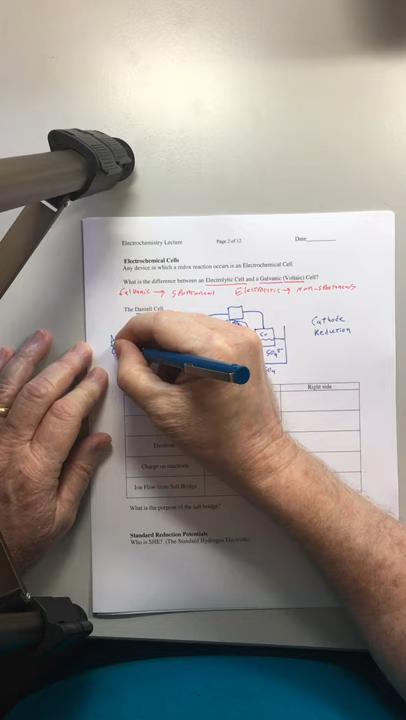 Electrochemistry Lecture Page 2 of 12 Date
Electrochemical Cells
Any device in which a redox reaction occurs is an Electrochemical Cell
What is the difference between an Electrolytic Cell and a Galvanic (Voltaic) Cell?
Galvanic → Spontaneous Electrolytic → Non-spontaneous
The Daniell Cell
Cathode
Reduction
Cu
Right side
Electron
Charge on electrode
Ion Flow from Salt Bridge
What is the purpose of the salt bridge?
Standard Reduction Potentials
Who is SHE? (The Standard Hydrogen Electrode)